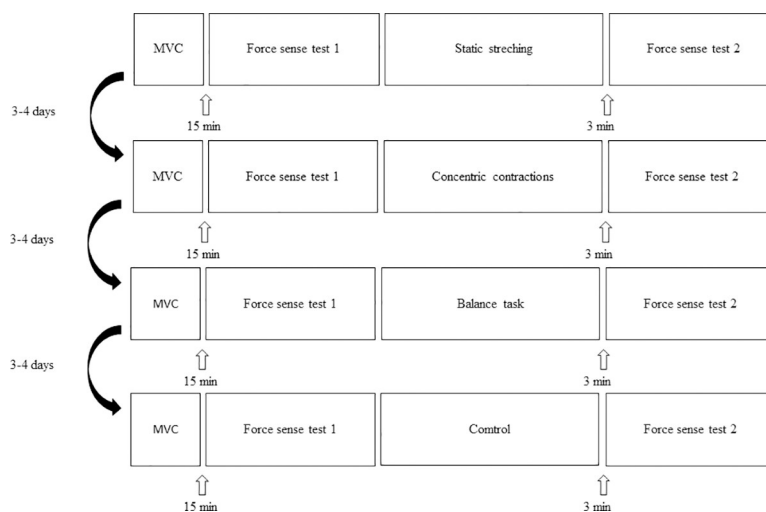 MVC Force sense test 1 Static streching Force sense test 2
3-4 days
15 min 3 min
MVC Force sense test 1 Concentric contractions Force sense test 2
3-4 days
15 min 3 min
MVC Force sense test 1 Balance task Force sense test 2
3-4 days
15 min 3 min
MVC Force sense test 1 Comtrol Force sense test 2
15 min 3 min